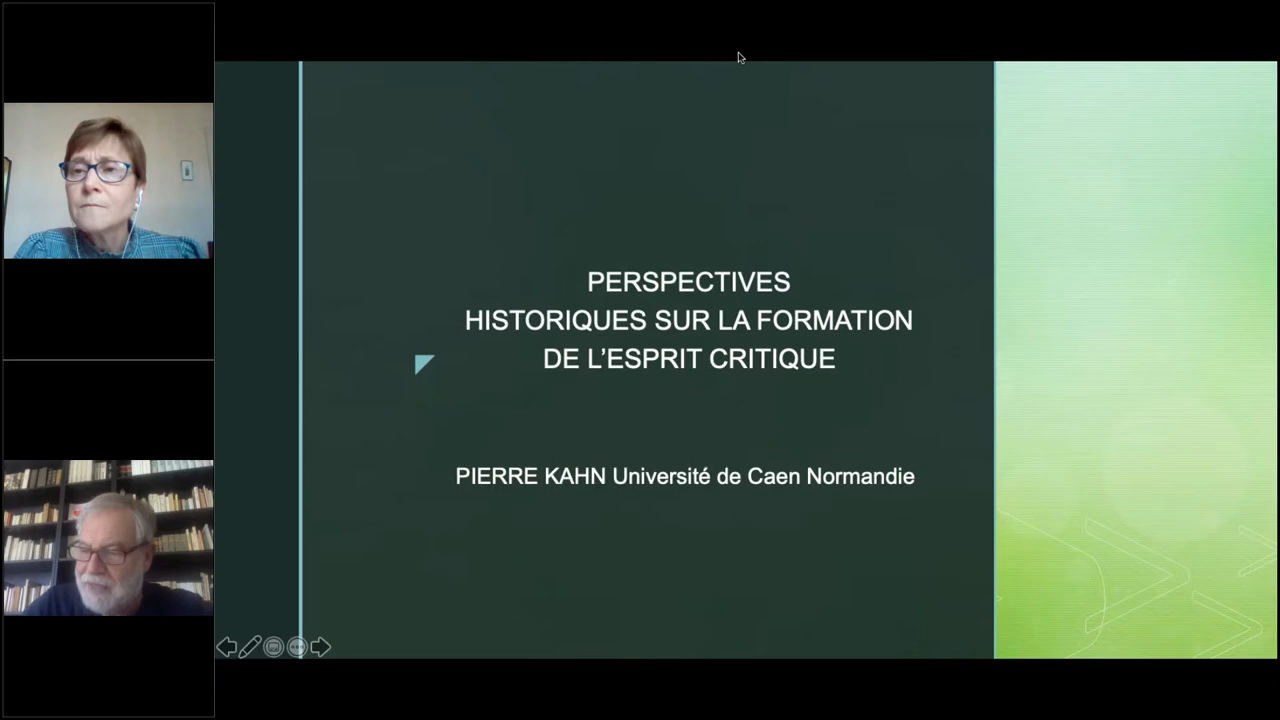 PERSPECTIVES
HISTORIQUES SUR LA FORMATION
DE L’ESPRIT CRITIQUE
PIERRE KAHN Université de Caen Normandie